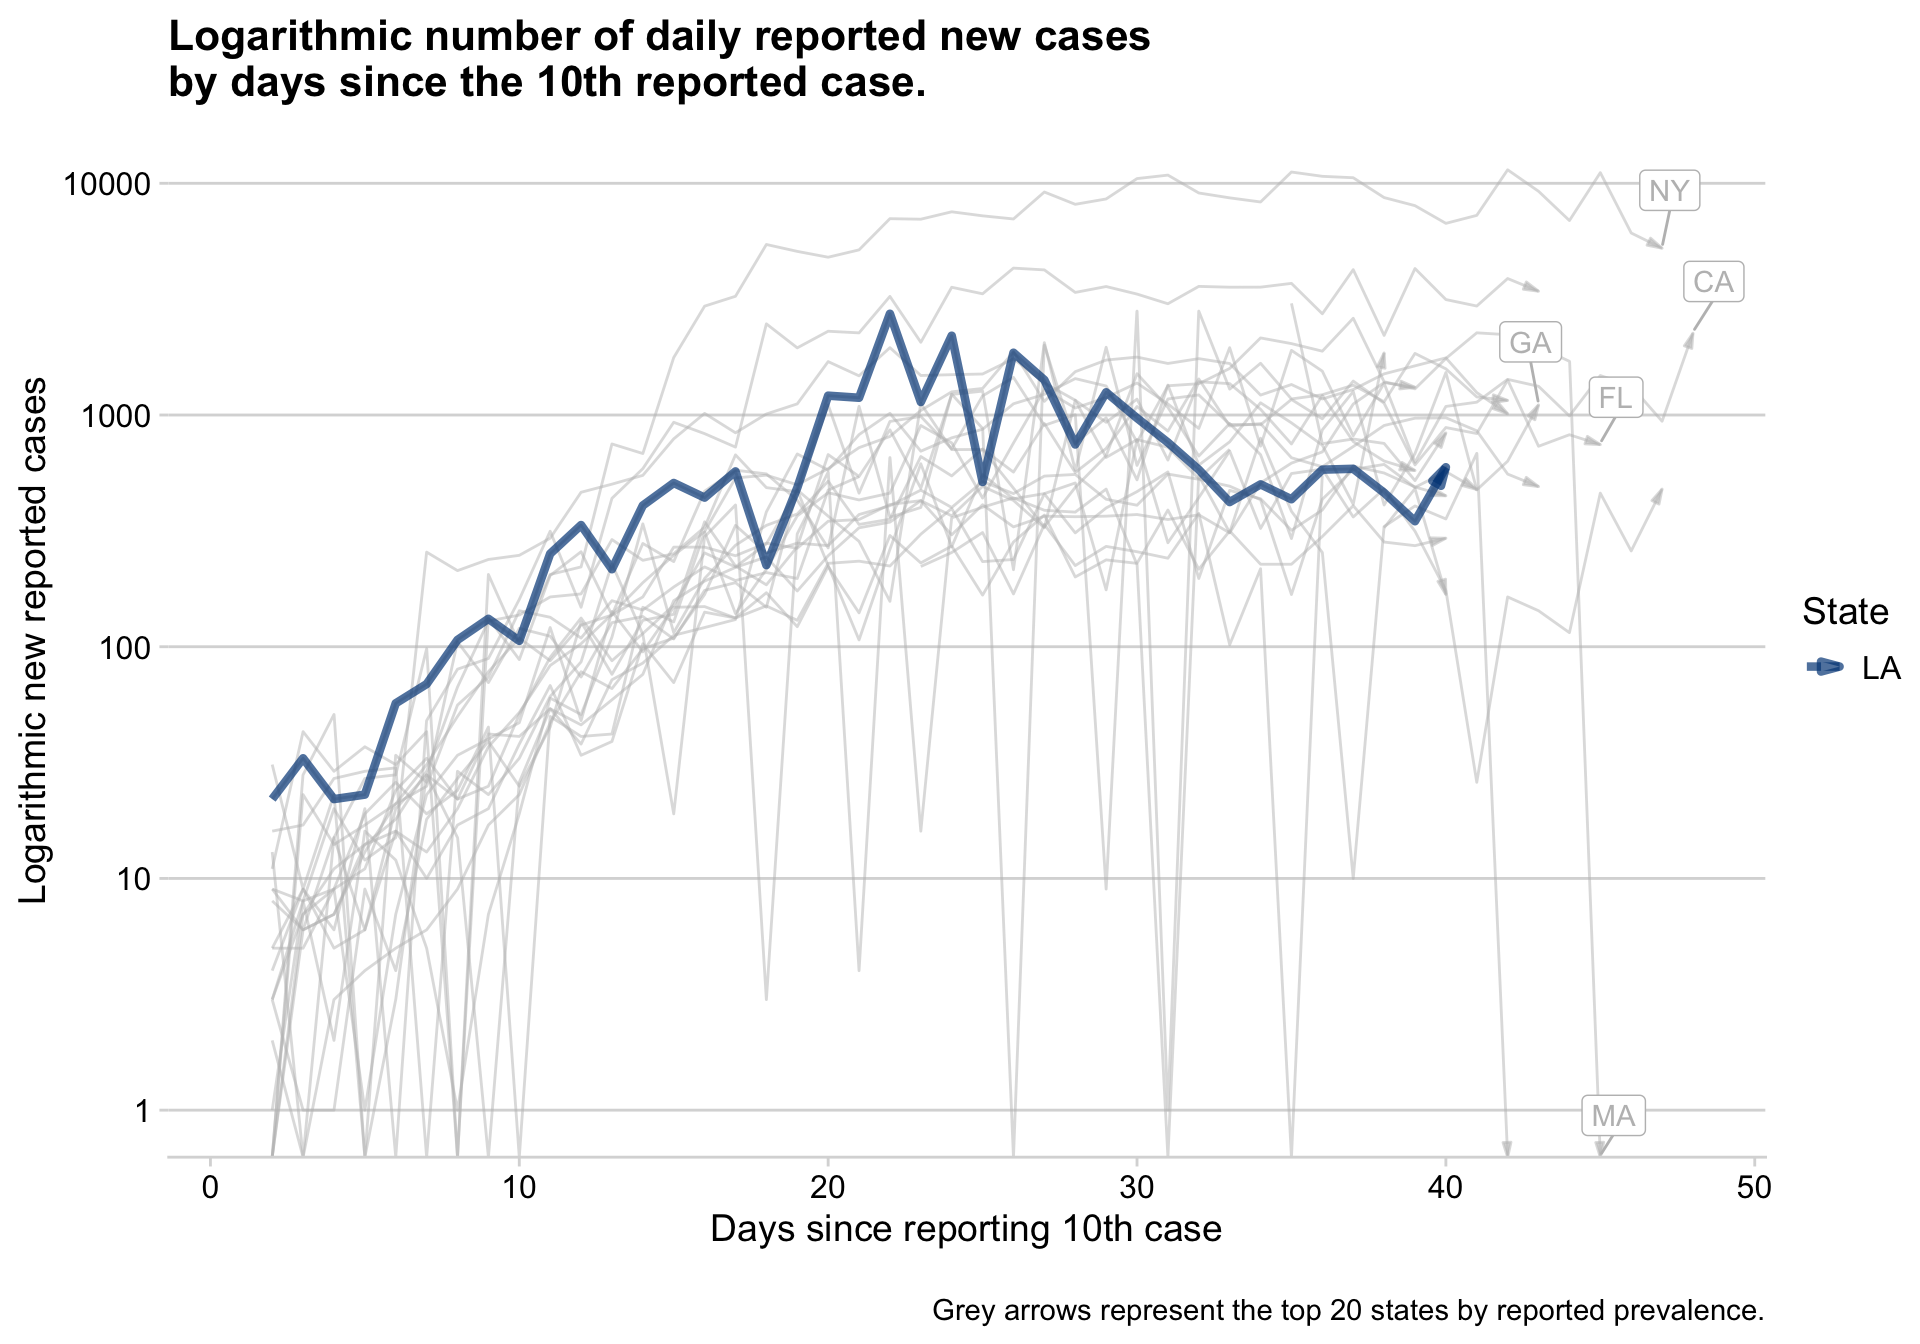 Logarithmic number of daily reported new cases
by days since the 10th reported case.
Logarithmic new reported cases
10000
1000
100
10
1
NY
CA
GA
FL
MA
State
LA
0 10 20 30 40 50
Days since reporting 10th case
Grey arrows represent the top 20 states by reported prevalence.